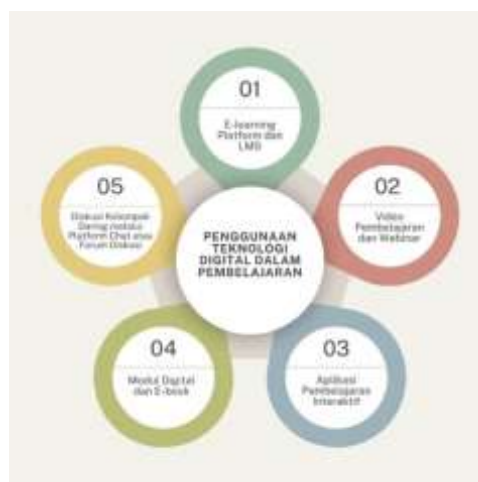 01
E-learning
Platform dan
LMS
02
Video
Pembelajaran
dan Webinar
03
Aplikasi
Pembelajaran
Interaktif
04
Modul Digital
dan E-book
05
Diskusi Kelompok
Daring melalui
Platform Chat atau
Forum Diskusi
PENGGUNAAN
TEKNOLOGI
DIGITAL DALAM
PEMBELAJARAN